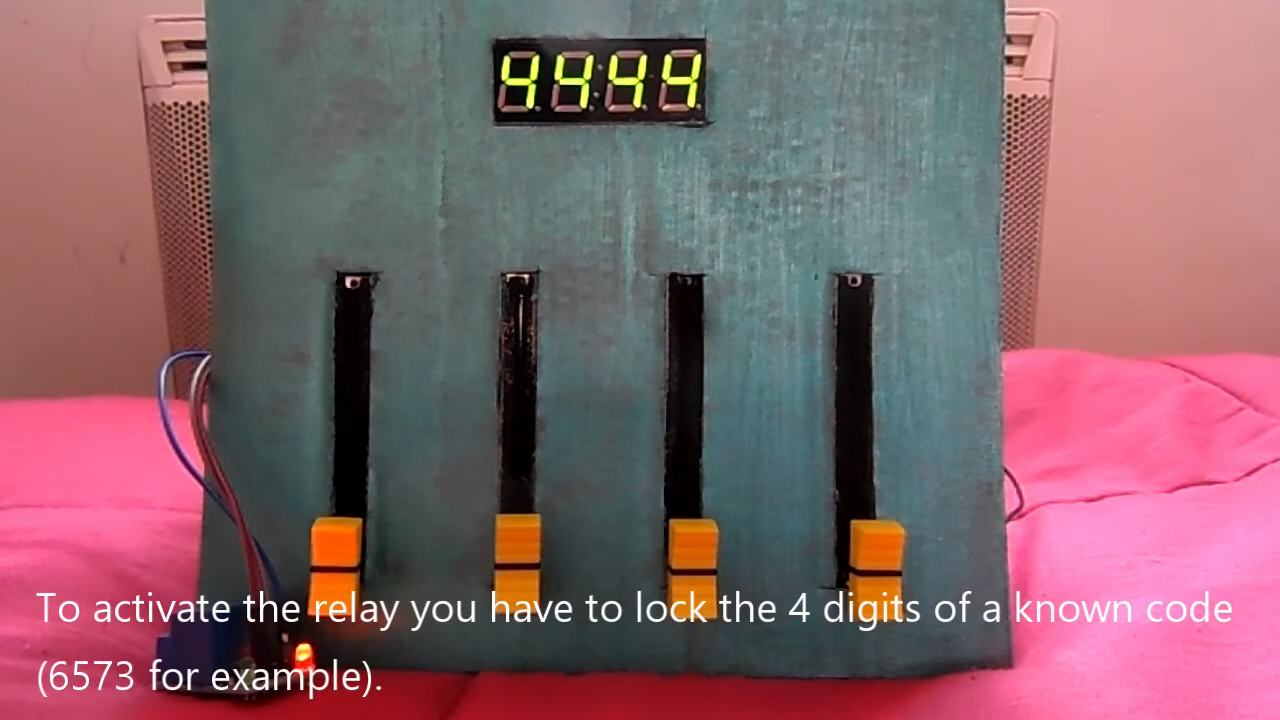 4444
To activate the relay you have to lock the 4 digits of a known code
(6573 for example).